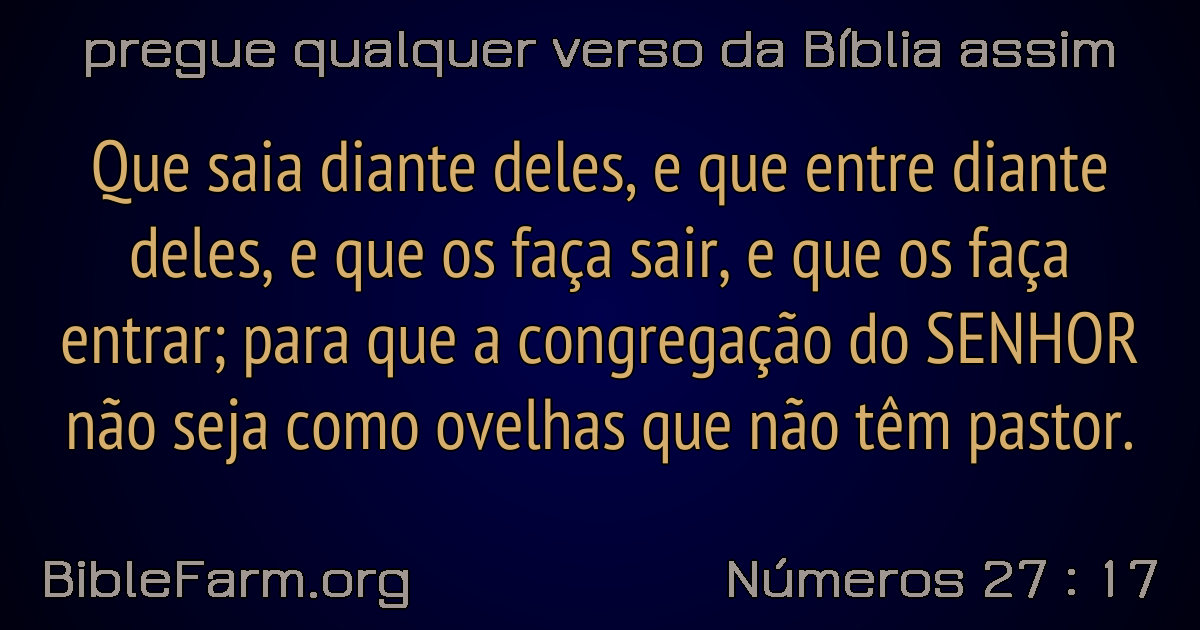 pregue qualquer verso da Bíblia assim
Que saia diante deles, e que entre diante
deles, e que os faça sair, e que os faça
entrar; para que a congregação do SENHOR
não seja como ovelhas que não têm pastor.
BibleFarm.org
Números 27 : 17